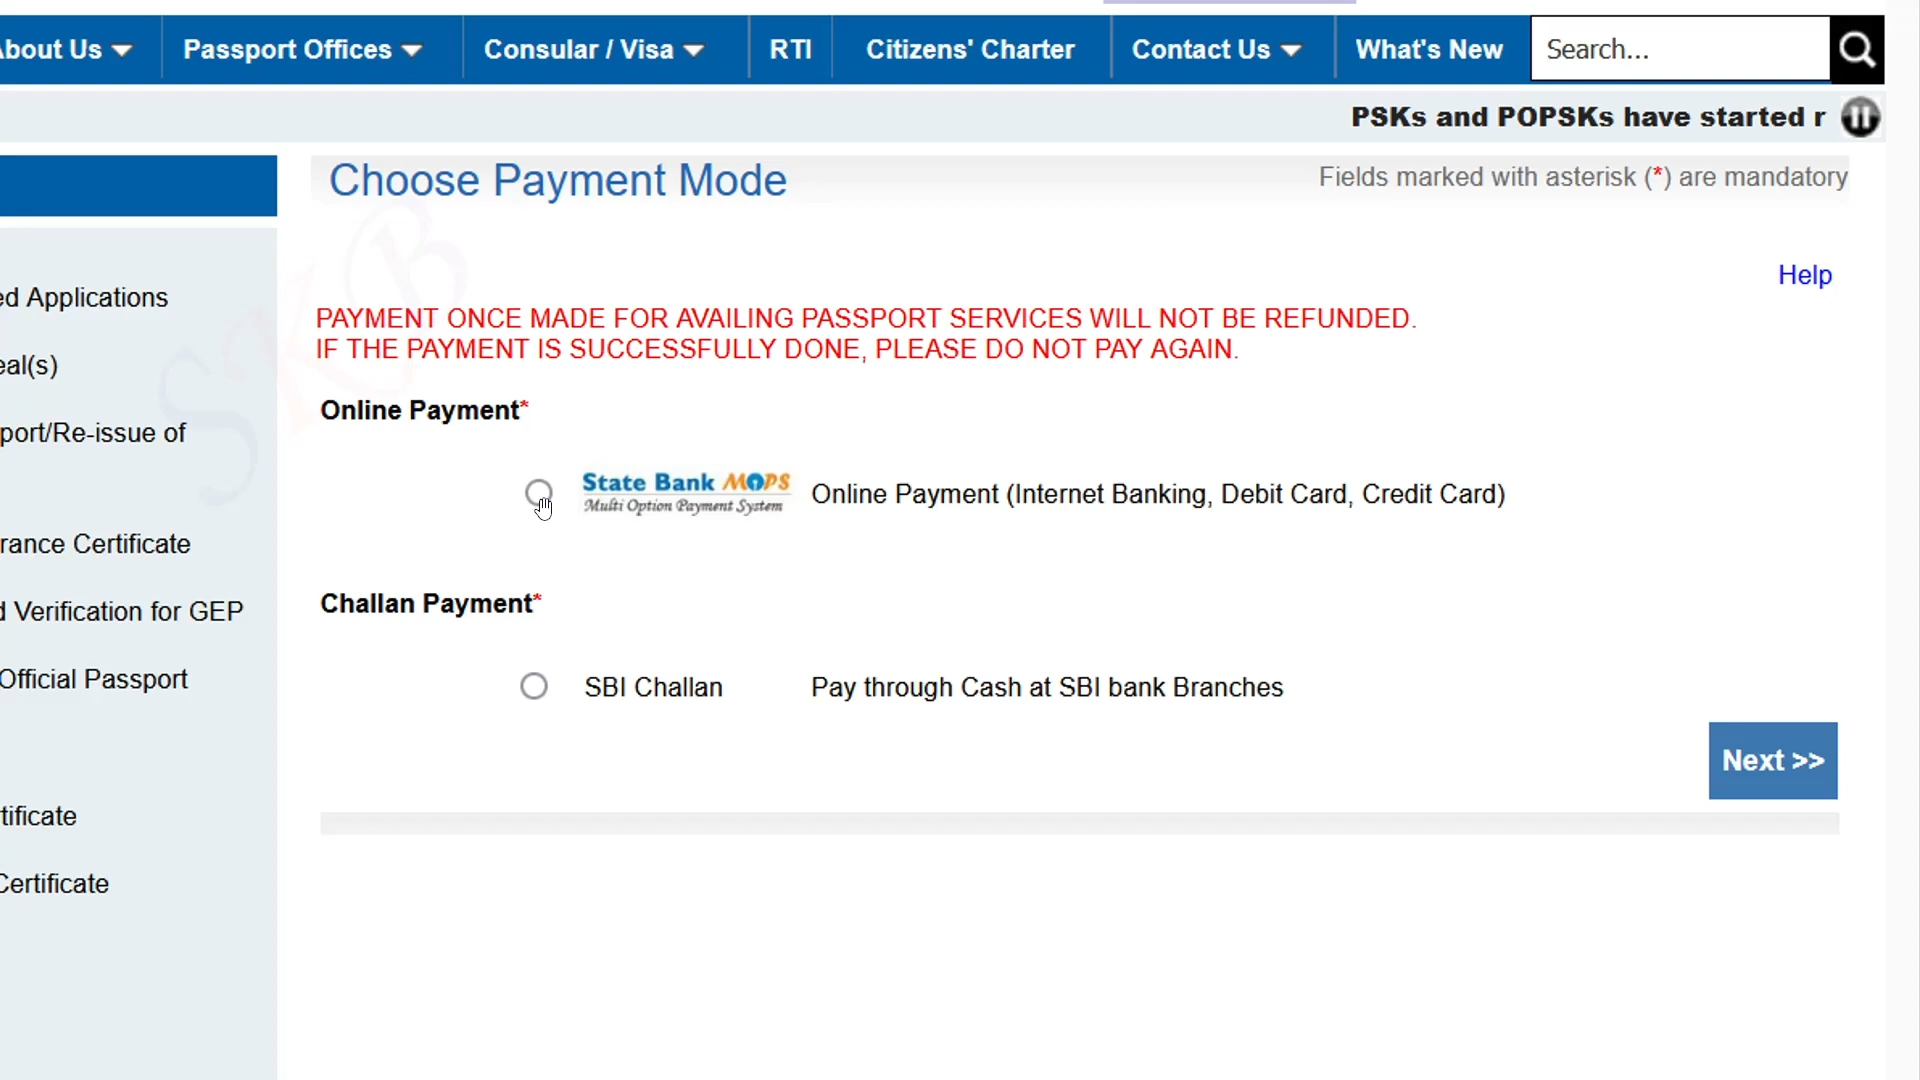 About Us
Passport Offices
Consular / Visa
RTI
Citizens' Charter
Contact Us
What's New
Search...
PSKs and POPSKs have started r
Choose Payment Mode
Fields marked with asterisk (*) are mandatory
Help
PAYMENT ONCE MADE FOR AVAILING PASSPORT SERVICES WILL NOT BE REFUNDED.
IF THE PAYMENT IS SUCCESSFULLY DONE, PLEASE DO NOT PAY AGAIN.
Online Payment*
State Bank MOPS
Multi Option Payment System
Online Payment (Internet Banking, Debit Card, Credit Card)
Challan Payment*
SBI Challan
Pay through Cash at SBI bank Branches
Next >>
ed Applications
eal(s)
port/Re-issue of
rance Certificate
d Verification for GEP
Official Passport
tificate
Certificate
SKB